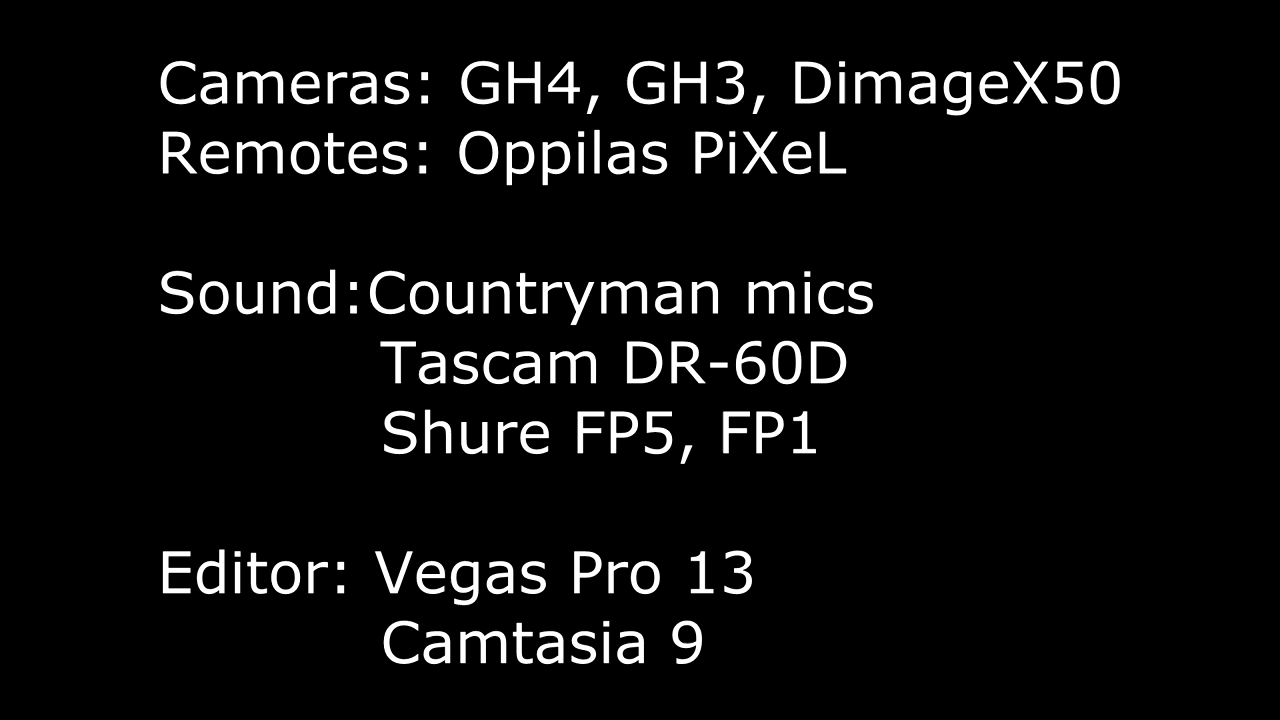 Cameras: GH4, GH3, DimageX50
Remotes: Oppilas PiXeL
Sound:Countryman mics
Tascam DR-60D
Shure FP5, FP1
Editor: Vegas Pro 13
Camtasia 9